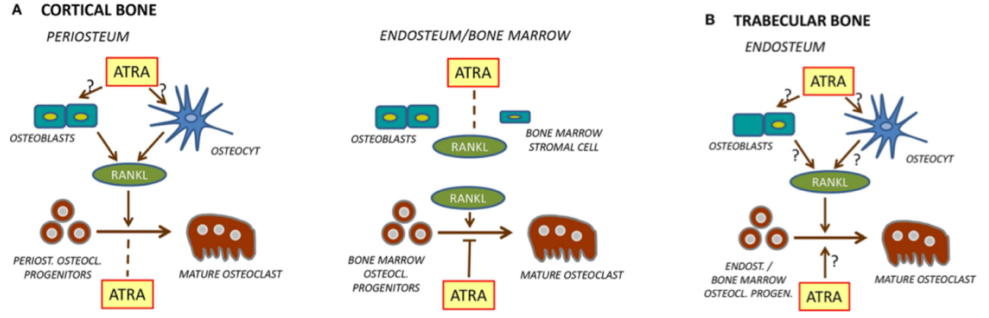 A CORTICAL BONE
PERIOSTEUM
ATRA
?
?
OSTEOBLASTS
OSTEOCYT
RANKL
PERIOST. OSTEOCL.
PROGENITORS
MATURE OSTEOCLAST
ATRA
ENDOSTEUM/BONE MARROW
ATRA
OSTEOBLASTS
BONE MARROW
STROMAL CELL
RANKL
RANKL
BONE MARROW
OSTEOCL.
PROGENITORS
MATURE OSTEOCLAST
ATRA
B TRABECULAR BONE
ENDOSTEUM
ATRA
?
?
OSTEOBLASTS
OSTEOCYT
?
?
RANKL
ENDOST. /
BONE MARROW
OSTEOCL. PROGEN.
MATURE OSTEOCLAST
?
ATRA